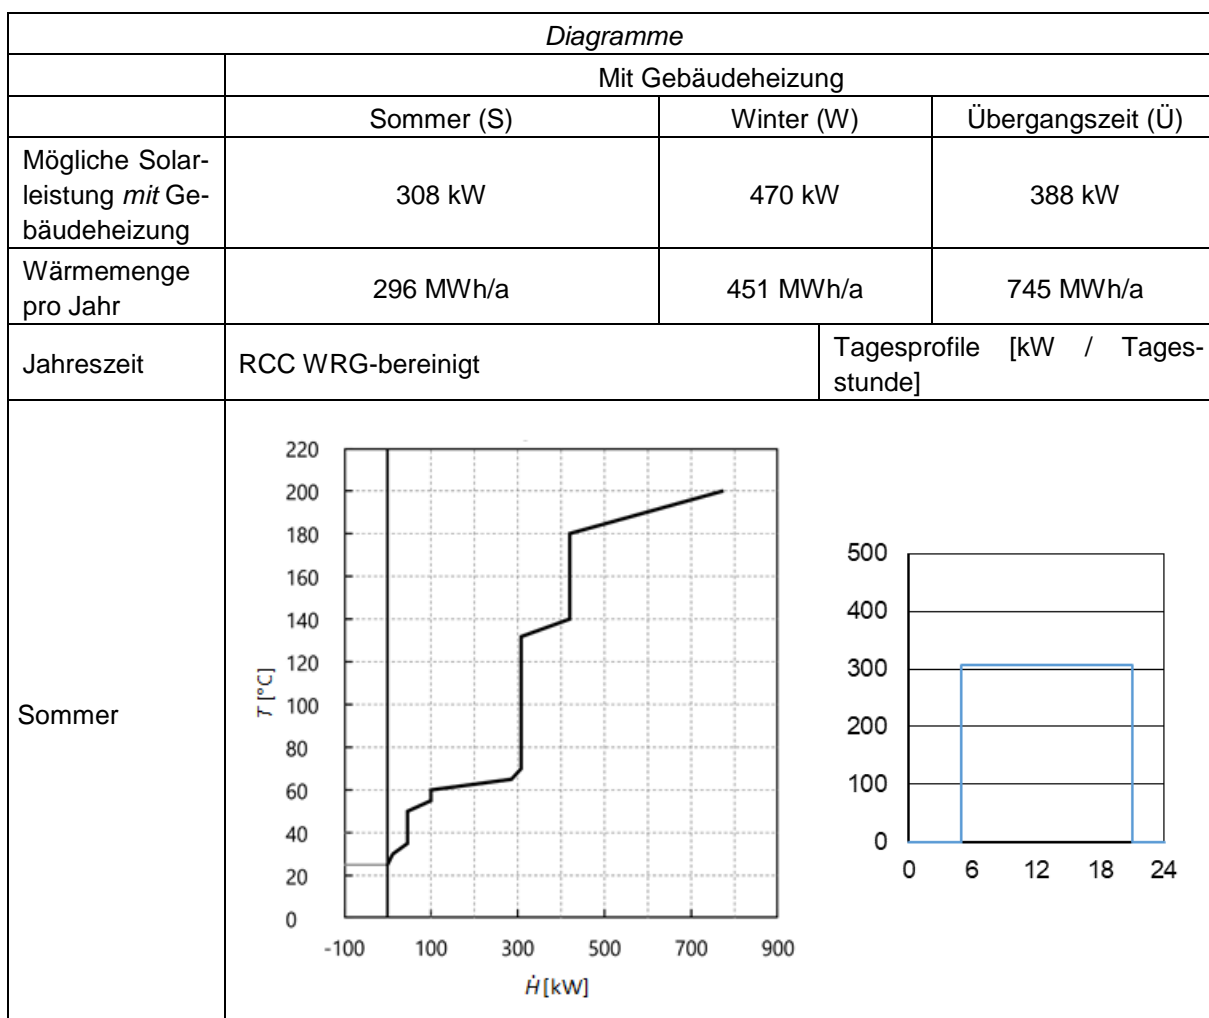 Diagramme
Mit Gebäudeheizung
Sommer (S) Winter (W) Übergangszeit (Ü)
Mögliche Solar-
leistung mit Ge-
bäudeheizung
308 kW 470 kW 388 kW
Wärmemenge
pro Jahr
296 MWh/a 451 MWh/a 745 MWh/a
Jahreszeit
RCC WRG-bereinigt
Tagesprofile [kW / Tages-
stunde]
Sommer
220
200
180
160
140
120
100
80
60
40
20
0
T [°C]
-100 100 300 500 700 900
Ḣ [kW]
500
400
300
200
100
0
0 6 12 18 24